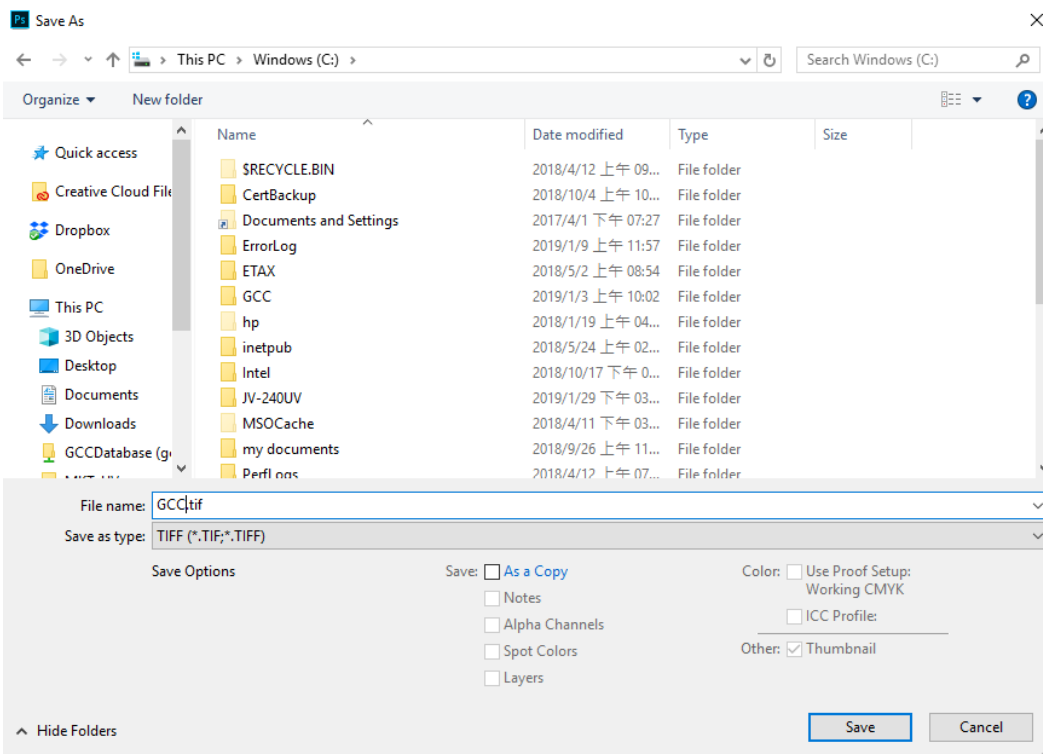 Ps Save As
This PC > Windows (C:) >
Search Windows (C:)
Organize
New folder
Name Date modified Type Size
Quick access
Creative Cloud File
Dropbox
OneDrive
This PC
3D Objects
Desktop
Documents
Downloads
GCCDatabase (g
$RECYCLE.BIN 2018/4/12 上午 09... File folder
CertBackup 2018/10/4 上午 10... File folder
Documents and Settings 2017/4/1 下午 07:27 File folder
ErrorLog 2019/1/9 上午 11:57 File folder
ETAX 2018/5/2 上午 08:54 File folder
GCC 2019/1/3 上午 10:02 File folder
hp 2018/1/19 上午 04... File folder
inetpub 2018/5/24 上午 02... File folder
Intel 2018/10/17 下午 0... File folder
JV-240UV 2019/1/29 下午 03... File folder
MSOCache 2018/4/11 下午 03... File folder
my documents 2018/9/26 上午 11... File folder
PerfLogs 2018/4/12 上午 07... File folder
File name: GCC.tif
Save as type: TIFF (*.TIF;*.TIFF)
Save Options
Save: As a Copy
Notes
Alpha Channels
Spot Colors
Layers
Color: Use Proof Setup:
Working CMYK
ICC Profile:
Other: Thumbnail
Hide Folders
Save
Cancel